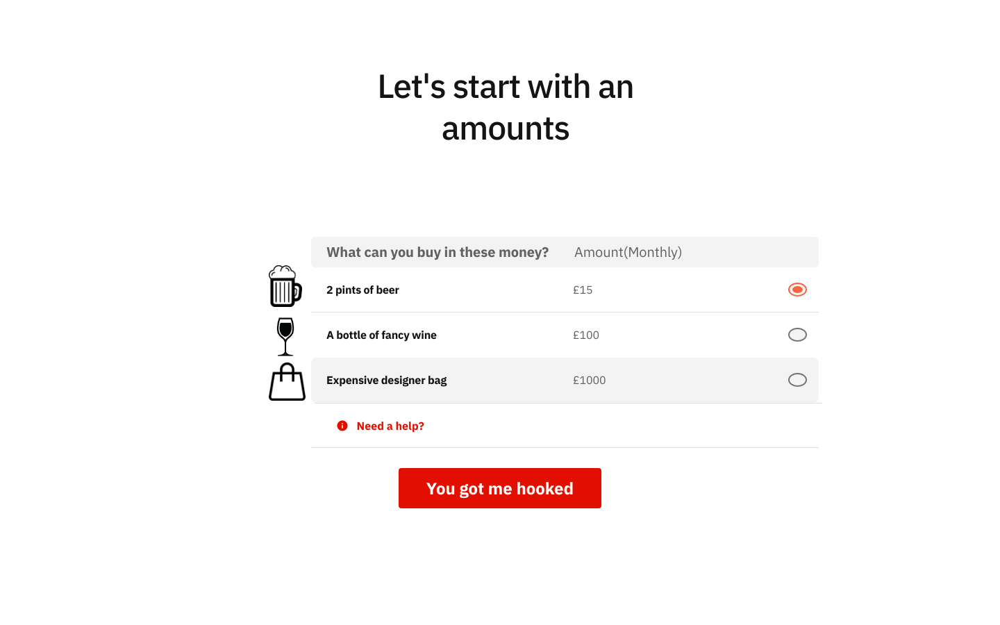 Let's start with an
amounts
What can you buy in these money? Amount(Monthly)
2 pints of beer £15
A bottle of fancy wine £100
Expensive designer bag £1000
Need a help?
You got me hooked